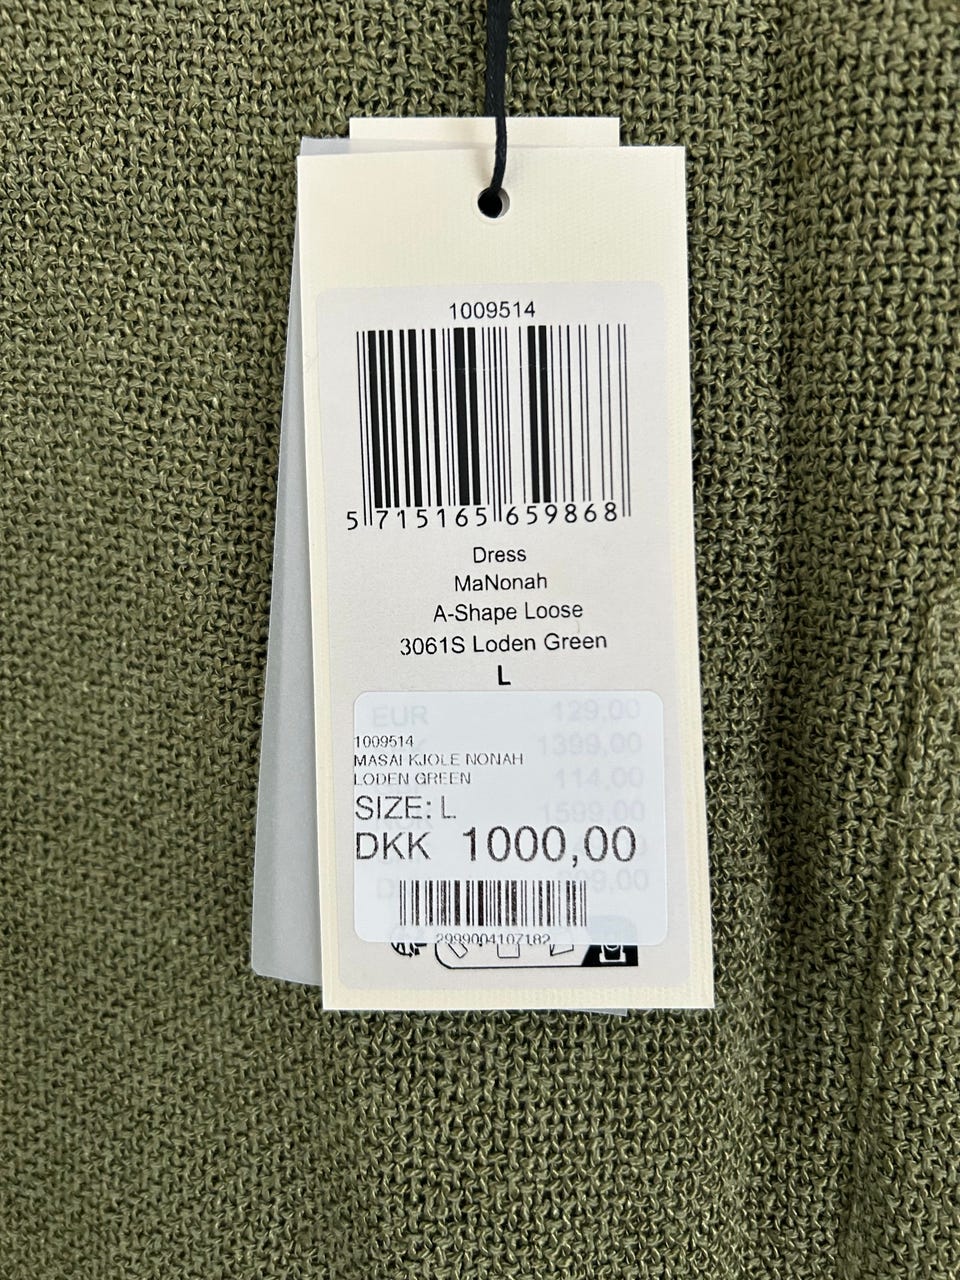 1009514
5 715165 659868
Dress
MaNonah
A-Shape Loose
3061S Loden Green
L
EUR 129,00
1399,00
114,00
1599,00
1009514
MASAI KJOLE NONAH
LODEN GREEN
SIZE: L
DKK 1000,00
2999004107182